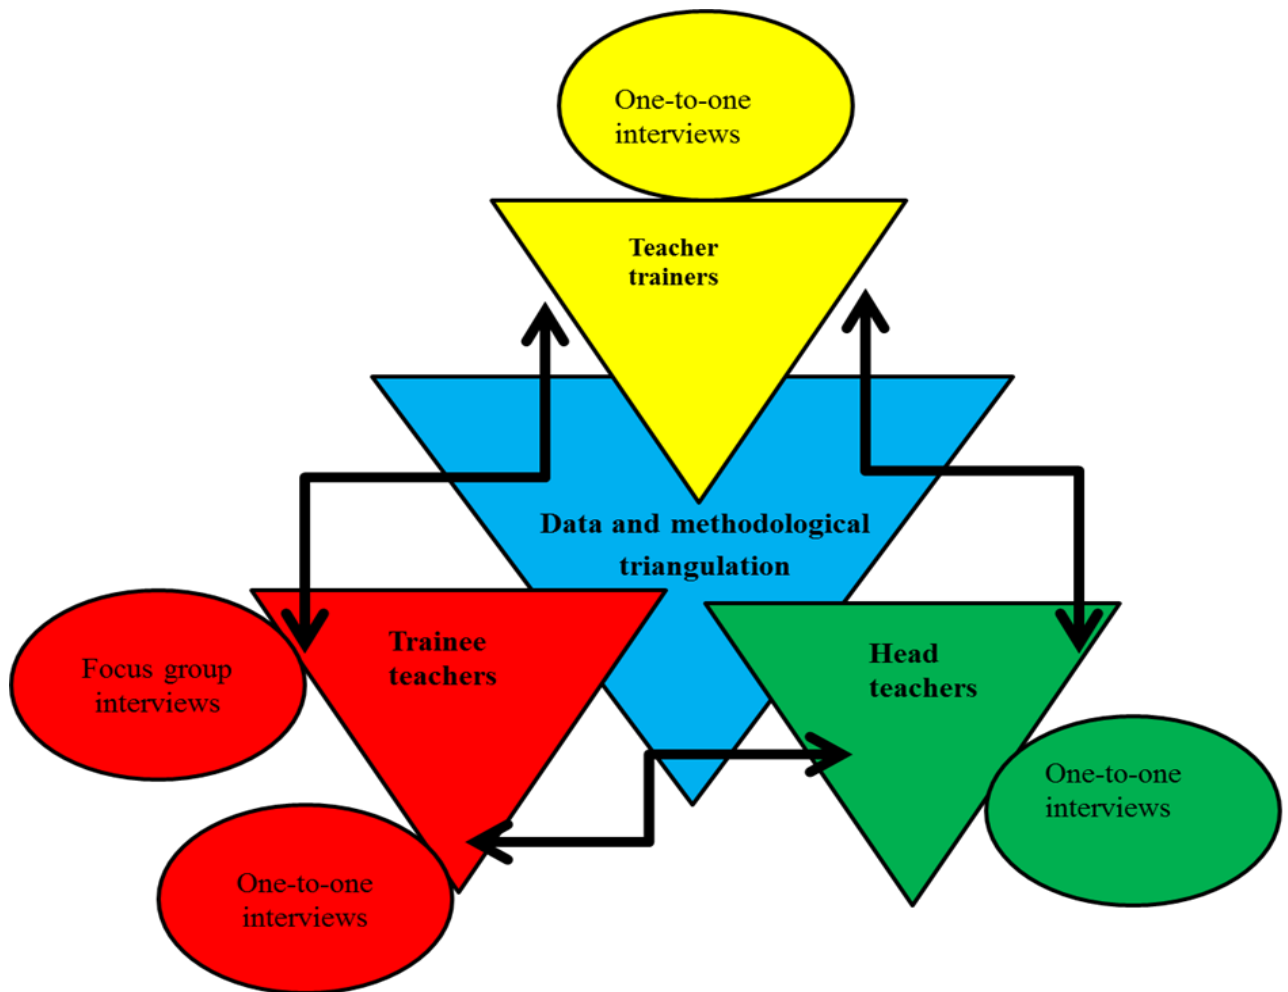 One-to-one
interviews
Teacher
trainers
Data and methodological
triangulation
Trainee
teachers
Head
teachers
Focus group
interviews
One-to-one
interviews
One-to-one
interviews